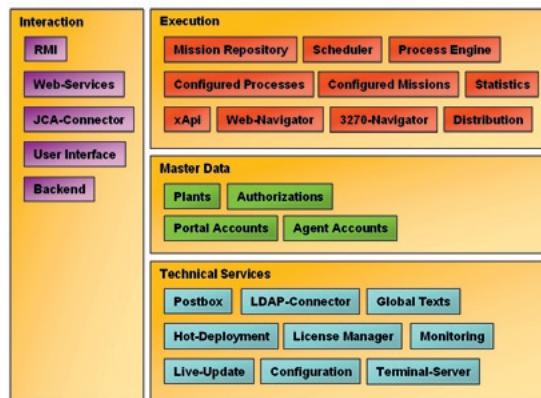 Interaction
RMI
Web-Services
JCA-Connector
User Interface
Backend
Execution
Mission Repository Scheduler Process Engine
Configured Processes Configured Missions Statistics
xApi Web-Navigator 3270-Navigator Distribution
Master Data
Plants Authorizations
Portal Accounts Agent Accounts
Technical Services
Postbox LDAP-Connector Global Texts
Hot-Deployment License Manager Monitoring
Live-Update Configuration Terminal-Server